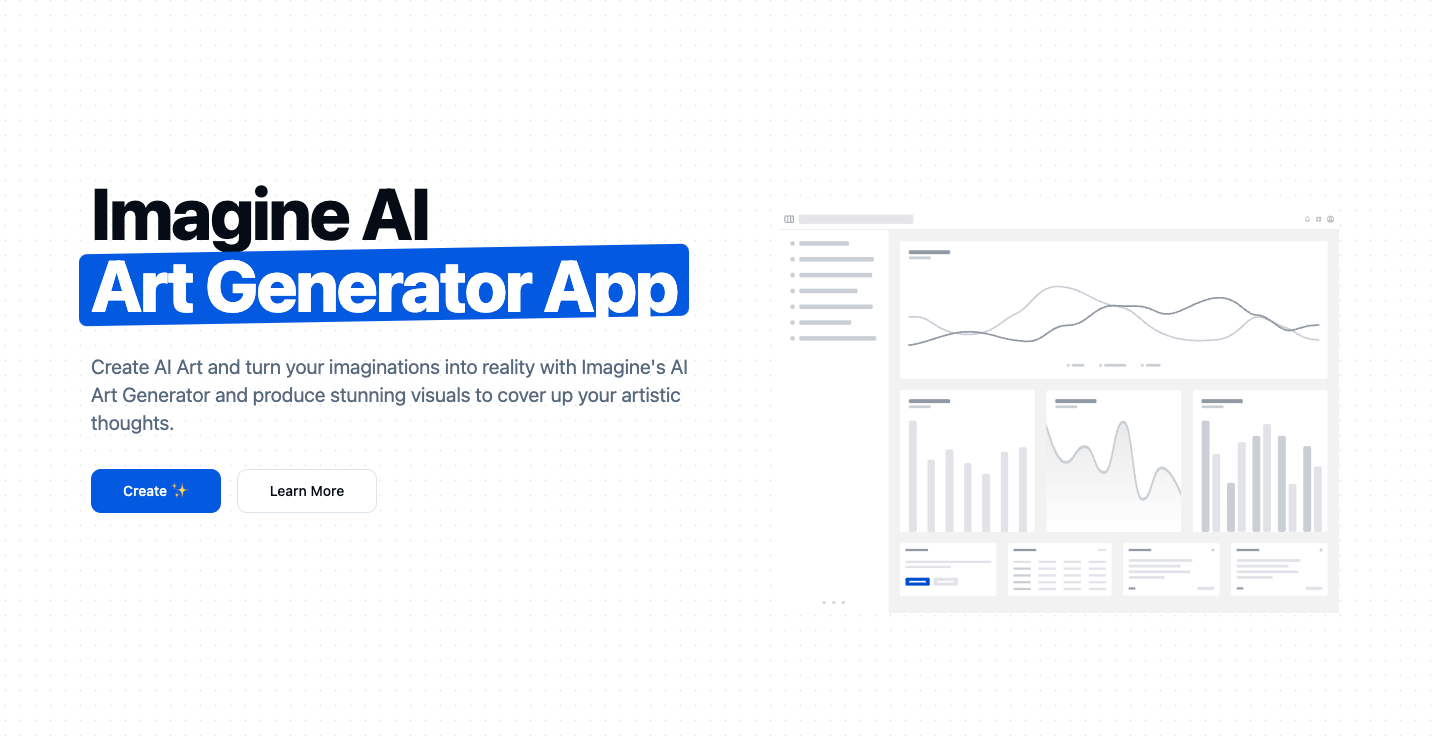 Imagine AI
Art Generator App
Create AI Art and turn your imaginations into reality with Imagine's AI
Art Generator and produce stunning visuals to cover up your artistic
thoughts.
Create ✨
Learn More